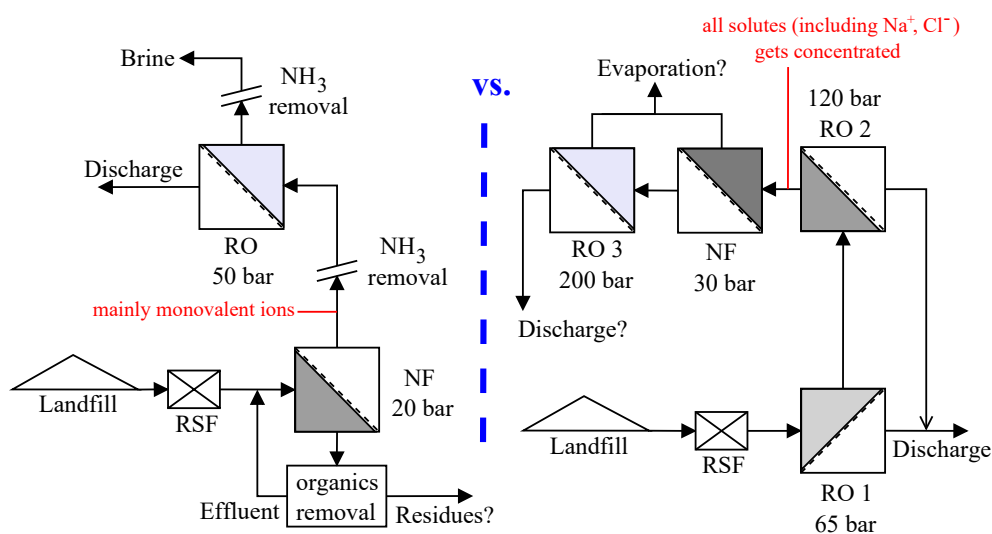 Brine
NH3
removal
Discharge
RO
50 bar
NH3
removal
mainly monovalent ions
Landfill
RSF
NF
20 bar
organics
removal
Effluent
Residues?
vs.
all solutes (including Na⁺, Cl⁻)
gets concentrated
Evaporation?
120 bar
RO 2
RO 3
200 bar
NF
30 bar
Discharge?
Landfill
RSF
Discharge
RO 1
65 bar